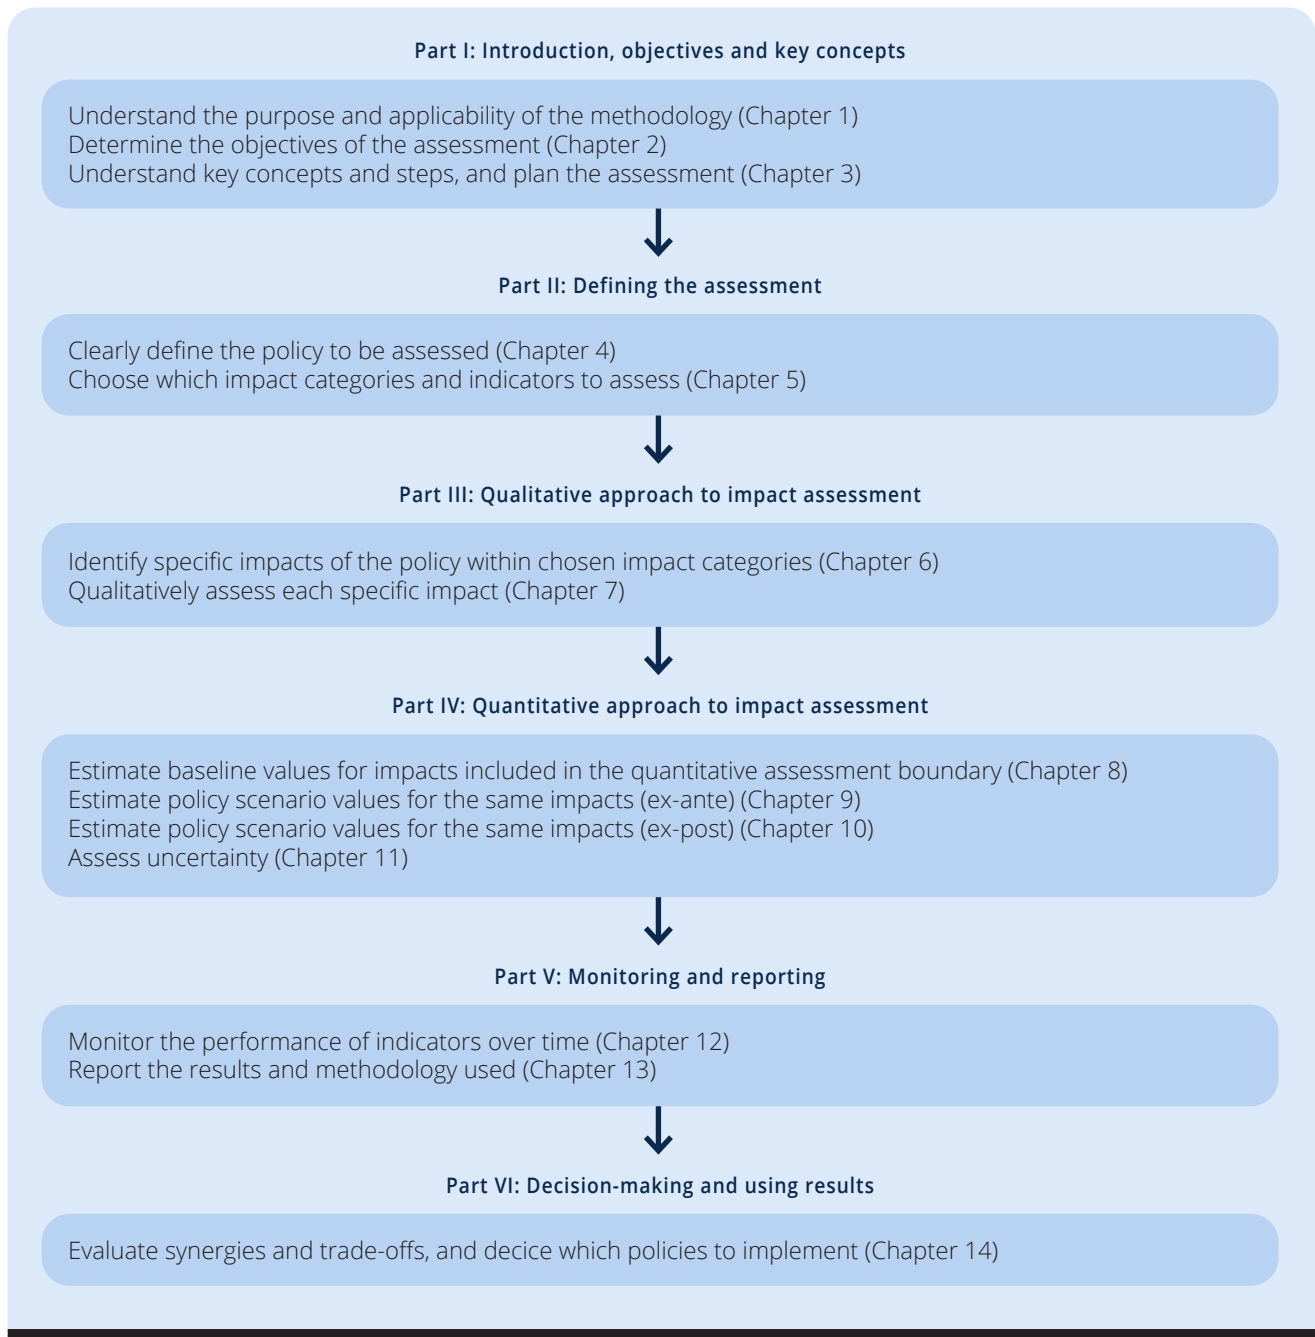 Part I: Introduction, objectives and key concepts
Understand the purpose and applicability of the methodology (Chapter 1)
Determine the objectives of the assessment (Chapter 2)
Understand key concepts and steps, and plan the assessment (Chapter 3)
Part II: Defining the assessment
Clearly define the policy to be assessed (Chapter 4)
Choose which impact categories and indicators to assess (Chapter 5)
Part III: Qualitative approach to impact assessment
Identify specific impacts of the policy within chosen impact categories (Chapter 6)
Qualitatively assess each specific impact (Chapter 7)
Part IV: Quantitative approach to impact assessment
Estimate baseline values for impacts included in the quantitative assessment boundary (Chapter 8)
Estimate policy scenario values for the same impacts (ex-ante) (Chapter 9)
Estimate policy scenario values for the same impacts (ex-post) (Chapter 10)
Assess uncertainty (Chapter 11)
Part V: Monitoring and reporting
Monitor the performance of indicators over time (Chapter 12)
Report the results and methodology used (Chapter 13)
Part VI: Decision-making and using results
Evaluate synergies and trade-offs, and decice which policies to implement (Chapter 14)